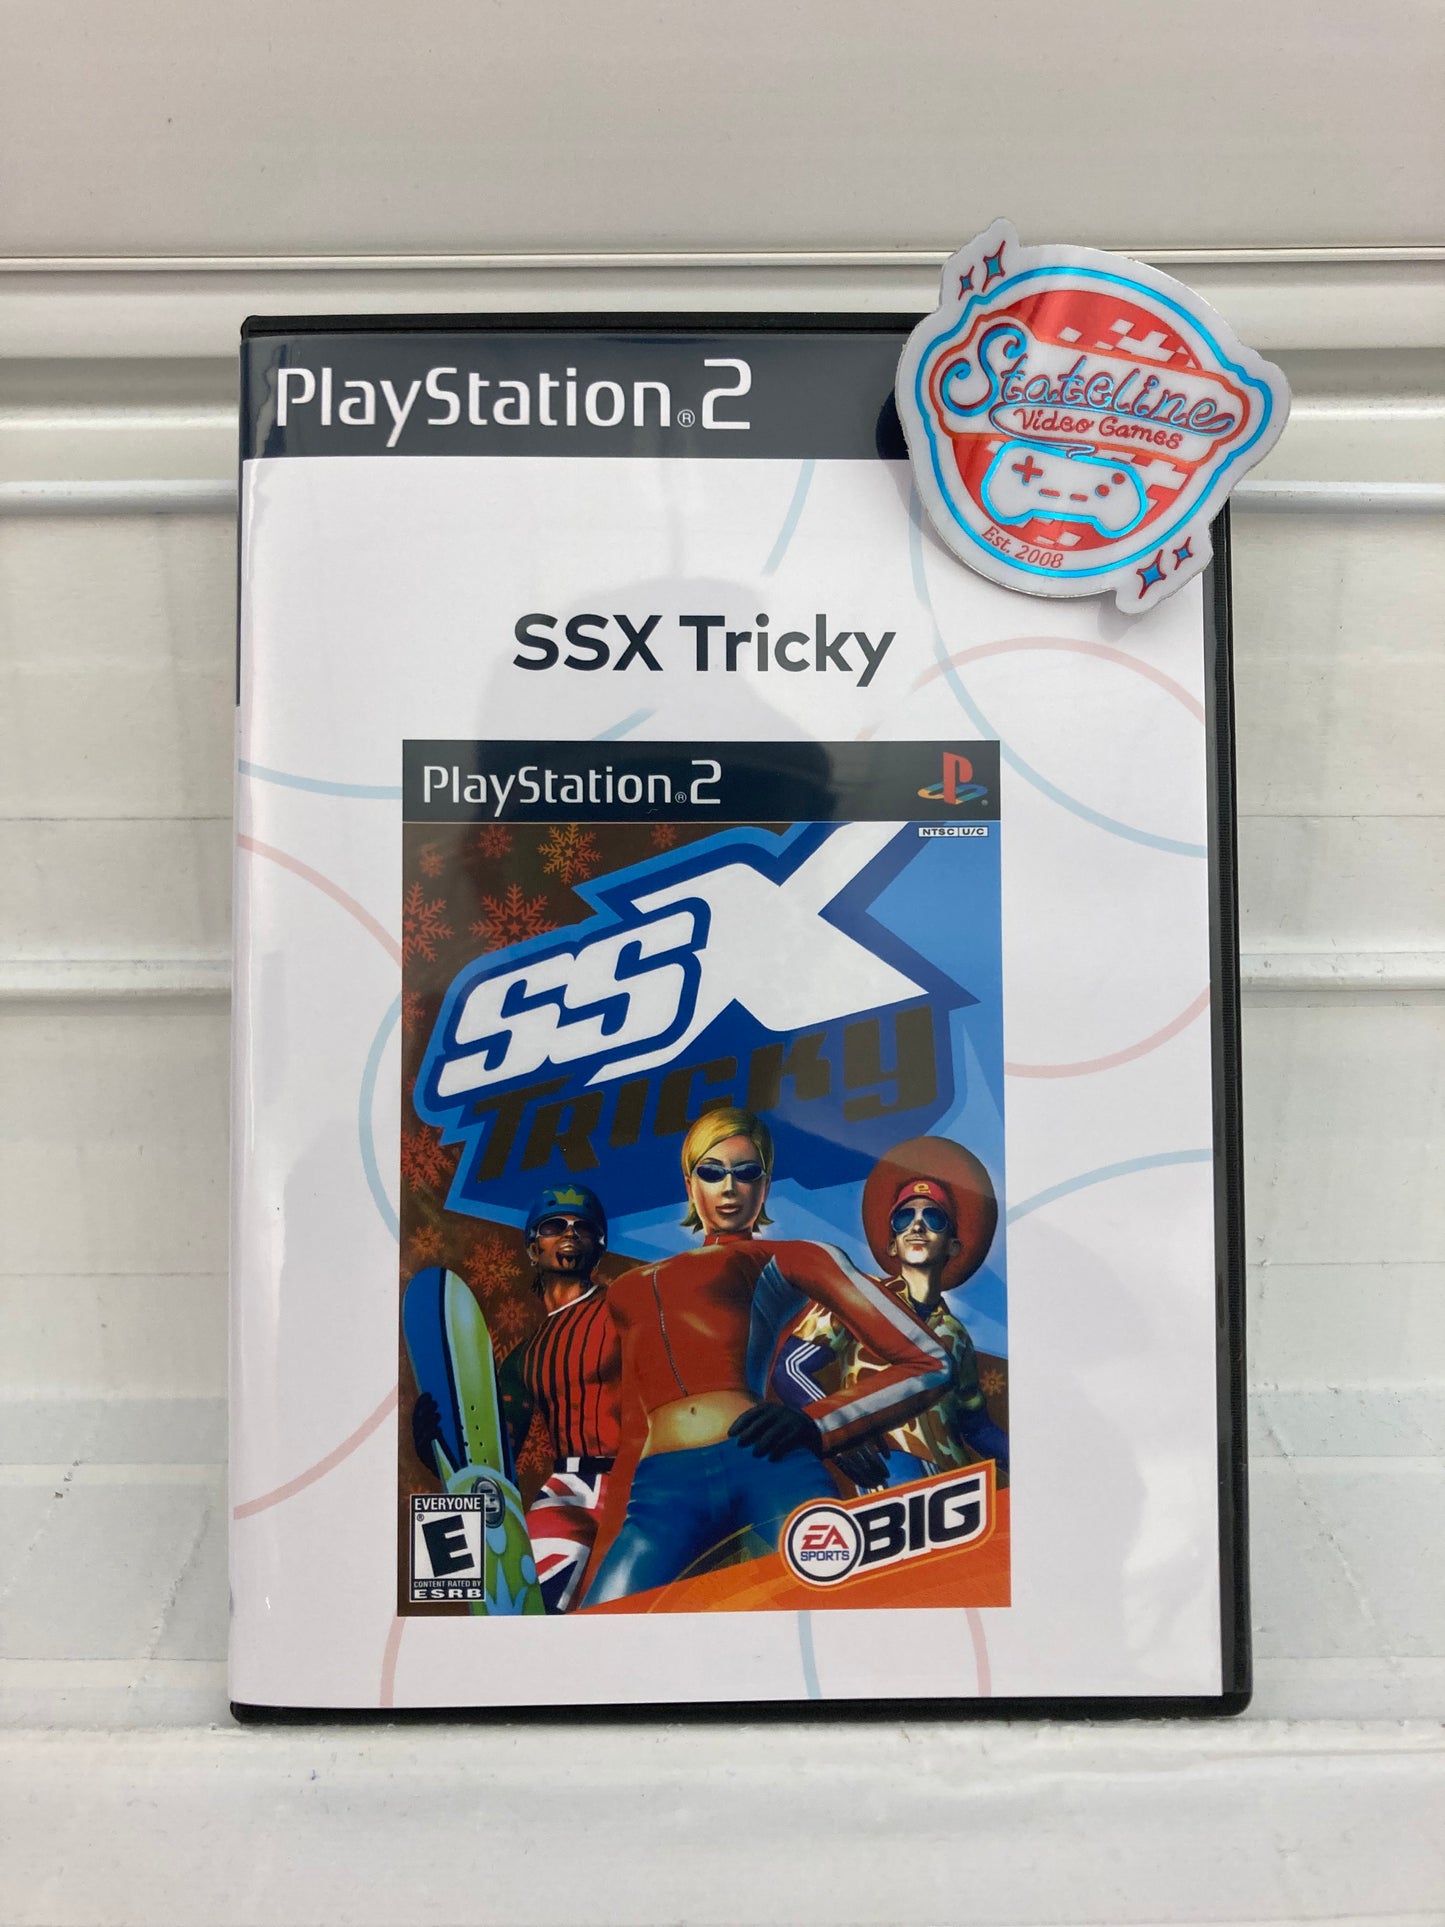 PlayStation®2
Stateline
Video Games
Est. 2008
SSX Tricky
PlayStation®2
NTSC U/C
SSX
TRICKY
e
EVERYONE
®
E
CONTENT RATED BY
ESRB
EA
SPORTS
BIG